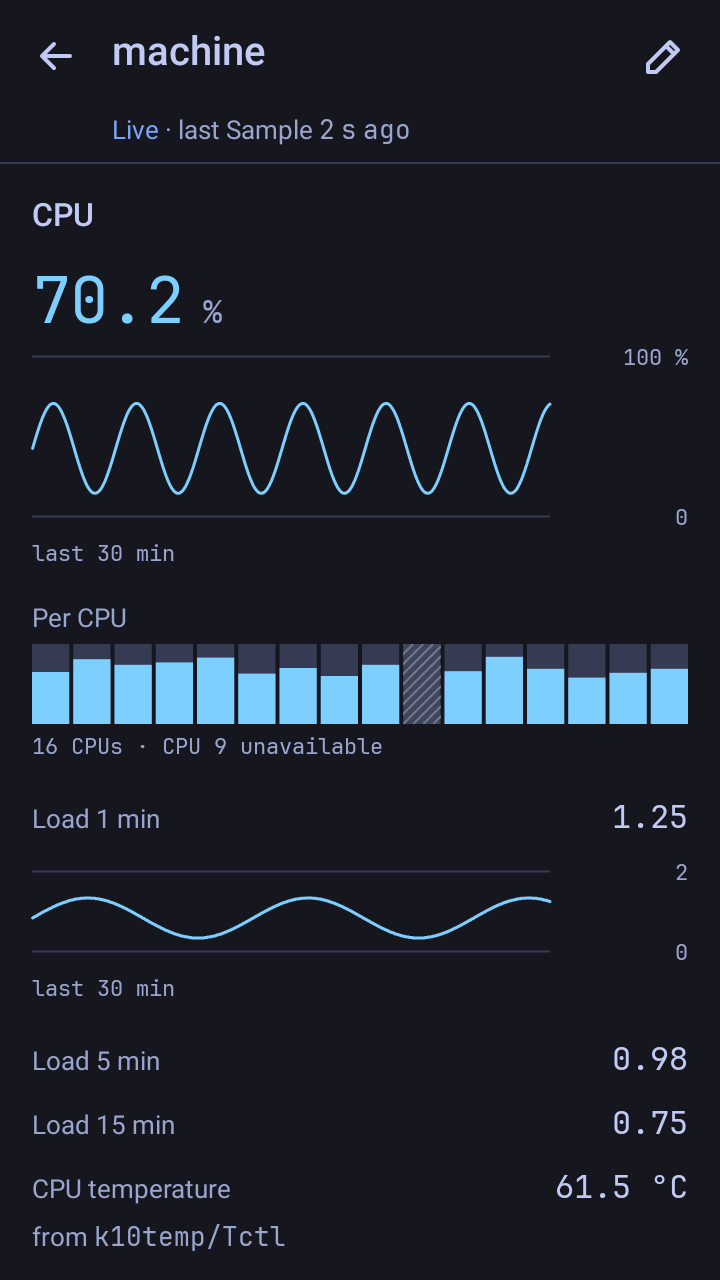 machine
Live · last Sample 2 s ago
CPU
70.2 %
100 %
0
last 30 min
Per CPU
16 CPUs · CPU 9 unavailable
Load 1 min 1.25
2
0
last 30 min
Load 5 min 0.98
Load 15 min 0.75
CPU temperature 61.5 °C
from k10temp/Tctl